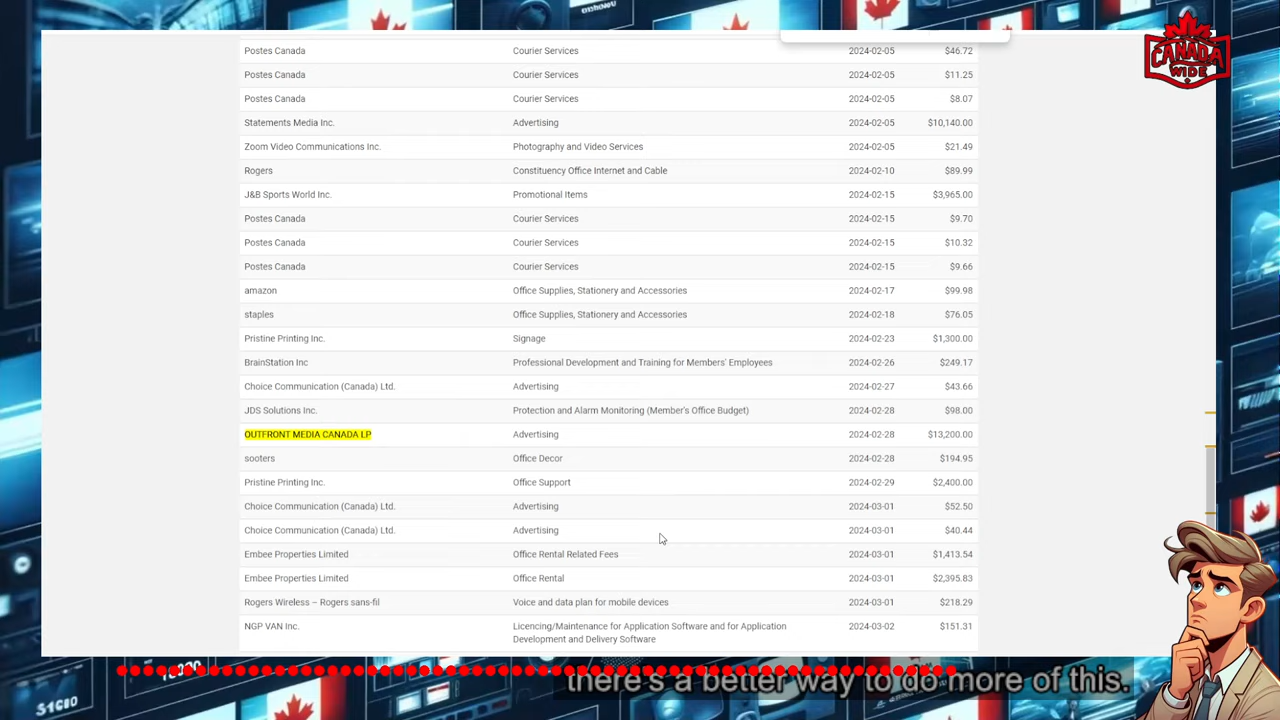 CANADA
WIDE
Postes Canada Courier Services 2024-02-05 $46.72
Postes Canada Courier Services 2024-02-05 $11.25
Postes Canada Courier Services 2024-02-05 $8.07
Statements Media Inc. Advertising 2024-02-05 $10,140.00
Zoom Video Communications Inc. Photography and Video Services 2024-02-05 $21.49
Rogers Constituency Office Internet and Cable 2024-02-10 $89.99
J&B Sports World Inc. Promotional Items 2024-02-15 $3,965.00
Postes Canada Courier Services 2024-02-15 $9.70
Postes Canada Courier Services 2024-02-15 $10.32
Postes Canada Courier Services 2024-02-15 $9.66
amazon Office Supplies, Stationery and Accessories 2024-02-17 $99.98
staples Office Supplies, Stationery and Accessories 2024-02-18 $76.05
Pristine Printing Inc. Signage 2024-02-23 $1,300.00
BrainStation Inc Professional Development and Training for Members' Employees 2024-02-26 $249.17
Choice Communication (Canada) Ltd. Advertising 2024-02-27 $43.66
JDS Solutions Inc. Protection and Alarm Monitoring (Member's Office Budget) 2024-02-28 $98.00
OUTFRONT MEDIA CANADA LP Advertising 2024-02-28 $13,200.00
sooters Office Decor 2024-02-28 $194.95
Pristine Printing Inc. Office Support 2024-02-29 $2,400.00
Choice Communication (Canada) Ltd. Advertising 2024-03-01 $52.50
Choice Communication (Canada) Ltd. Advertising 2024-03-01 $40.44
Embee Properties Limited Office Rental Related Fees 2024-03-01 $1,413.54
Embee Properties Limited Office Rental 2024-03-01 $2,395.83
Rogers Wireless – Rogers sans-fil Voice and data plan for mobile devices 2024-03-01 $218.29
NGP VAN Inc. Licencing/Maintenance for Application Software and for Application 2024-03-02 $151.31
Development and Delivery Software
there's a better way to do more of this.